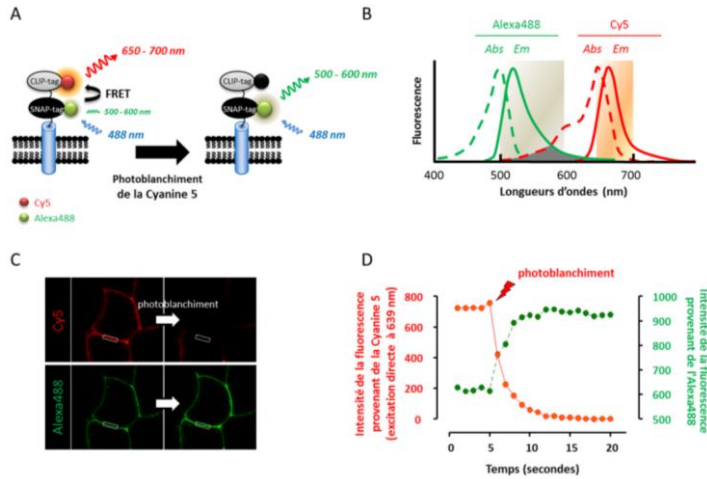 A
650 - 700 nm
CLIP-tag
FRET
SNAP-tag
500 - 600 nm
488 nm
Photoblanchiment
de la Cyanine 5
CLIP-tag
500 - 600 nm
SNAP-tag
488 nm
Cy5
Alexa488
B
Alexa488 Cy5
Abs Em Abs Em
Fluorescence
400 500 600 700
Longueurs d'ondes (nm)
C
Cy5
photoblanchiment
Alexa488
D
photoblanchiment
Intensité de la fluorescence
provenant de la Cyanine 5
(excitation directe à 639 nm)
800
600
400
200
0
1000
900
800
700
600
500
Intensité de la fluorescence
provenant de l'Alexa488
0 5 10 15 20
Temps (secondes)